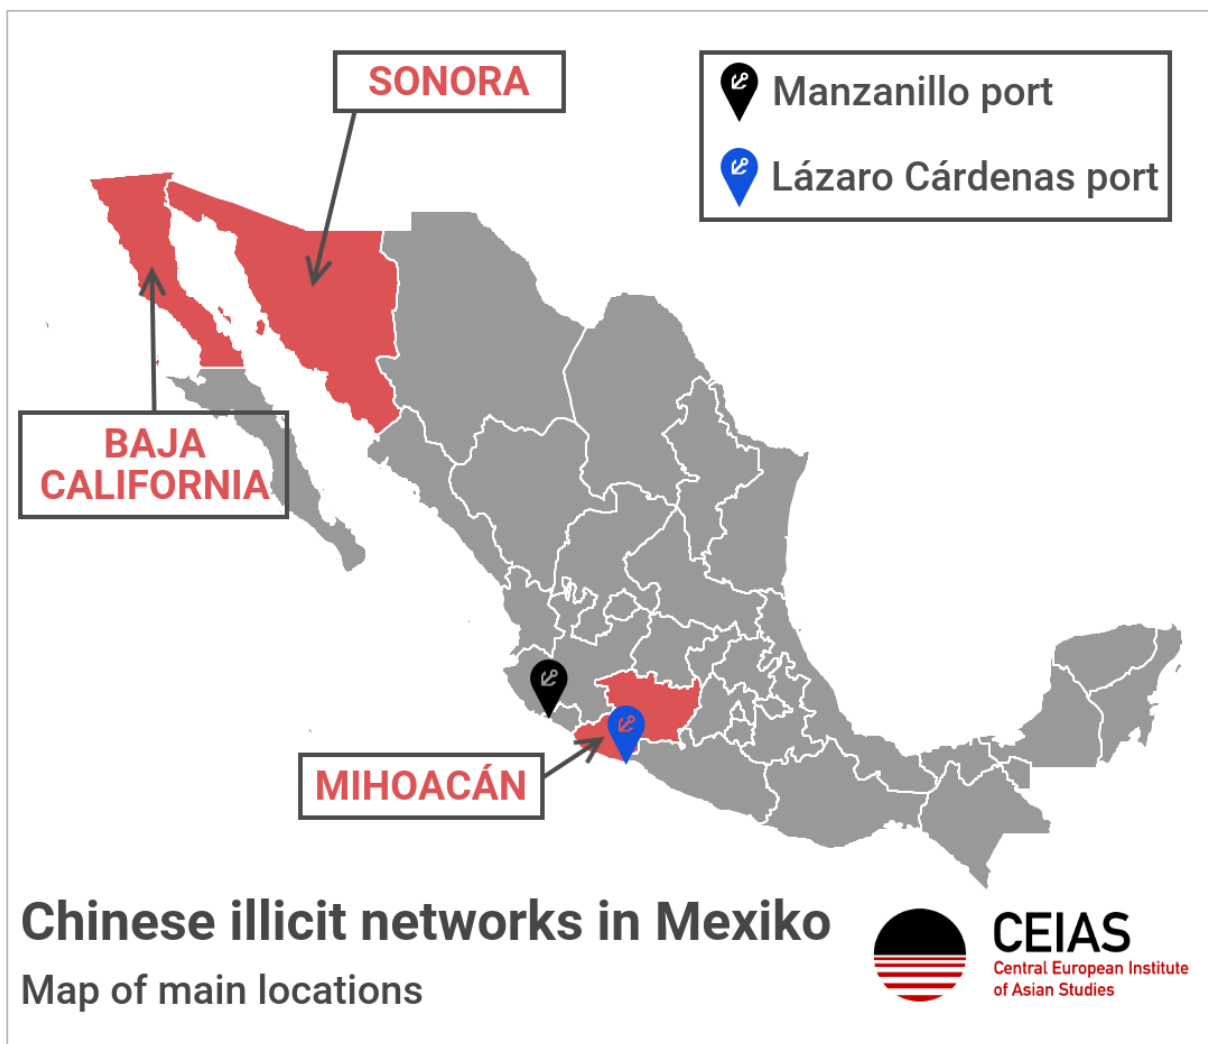 SONORA
Manzanillo port
Lázaro Cárdenas port
BAJA
CALIFORNIA
MIHOACÁN
Chinese illicit networks in Mexiko
Map of main locations
CEIAS
Central European Institute
of Asian Studies